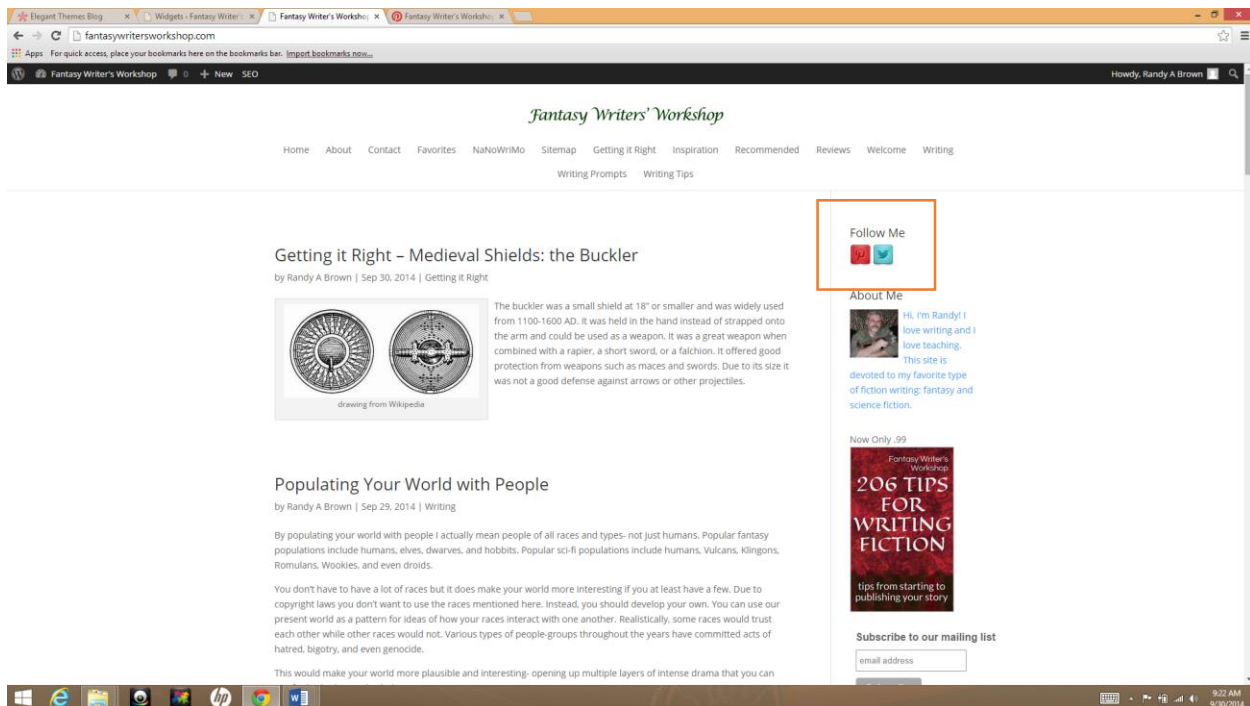 Elegant Themes Blog
Widgets ‹ Fantasy Writer's
Fantasy Writer's Workshop
Fantasy Writer's Workshop
fantasywritersworkshop.com
Apps For quick access, place your bookmarks here on the bookmarks bar. Import bookmarks now...
Fantasy Writer's Workshop 0 + New SEO Howdy, Randy A Brown
Fantasy Writers' Workshop
Home About Contact Favorites NaNoWriMo Sitemap Getting it Right Inspiration Recommended Reviews Welcome Writing
Writing Prompts Writing Tips
Getting it Right – Medieval Shields: the Buckler
by Randy A Brown | Sep 30, 2014 | Getting it Right
The buckler was a small shield at 18" or smaller and was widely used
from 1100-1600 AD. It was held in the hand instead of strapped onto
the arm and could be used as a weapon. It was a great weapon when
combined with a rapier, a short sword, or a falchion. It offered good
protection from weapons such as maces and swords. Due to its size it
was not a good defense against arrows or other projectiles.
drawing from Wikipedia
Populating Your World with People
by Randy A Brown | Sep 29, 2014 | Writing
By populating your world with people I actually mean people of all races and types- not just humans. Popular fantasy
populations include humans, elves, dwarves, and hobbits. Popular sci-fi populations include humans, Vulcans, Klingons,
Romulans, Wookies, and even droids.
You don't have to have a lot of races but it does make your world more interesting if you at least have a few. Due to
copyright laws you don't want to use the races mentioned here. Instead, you should develop your own. You can use our
present world as a pattern for ideas of how your races interact with one another. Realistically, some races would trust
each other while other races would not. Various types of people-groups throughout the years have committed acts of
hatred, bigotry, and even genocide.
This would make your world more plausible and interesting- opening up multiple layers of intense drama that you can
Follow Me
About Me
Hi, I'm Randy! I
love writing and I
love teaching.
This site is
devoted to my favorite type
of fiction writing: fantasy and
science fiction.
Now Only .99
Fantasy Writer's
Workshop
206 TIPS
FOR
WRITING
FICTION
tips from starting to
publishing your story
Subscribe to our mailing list
email address
hp
9:22 AM
9/30/2014